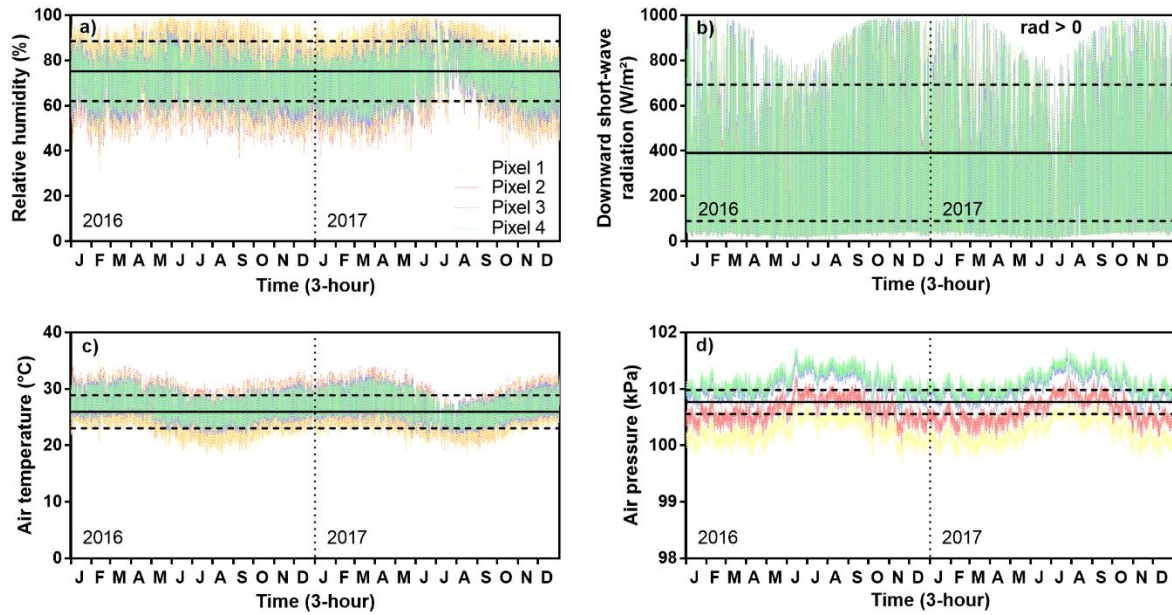 a)
Relative humidity (%)
100
80
60
40
20
0
2016
2017
Pixel 1
Pixel 2
Pixel 3
Pixel 4
J F M A M J J A S O N D J F M A M J J A S O N D
Time (3-hour)
b)
rad > 0
Downward short-wave
radiation (W/m²)
1000
800
600
400
200
0
2016
2017
J F M A M J J A S O N D J F M A M J J A S O N D
Time (3-hour)
c)
Air temperature (°C)
40
30
20
10
0
2016
2017
J F M A M J J A S O N D J F M A M J J A S O N D
Time (3-hour)
d)
Air pressure (kPa)
102
101
100
99
98
2016
2017
J F M A M J J A S O N D J F M A M J J A S O N D
Time (3-hour)